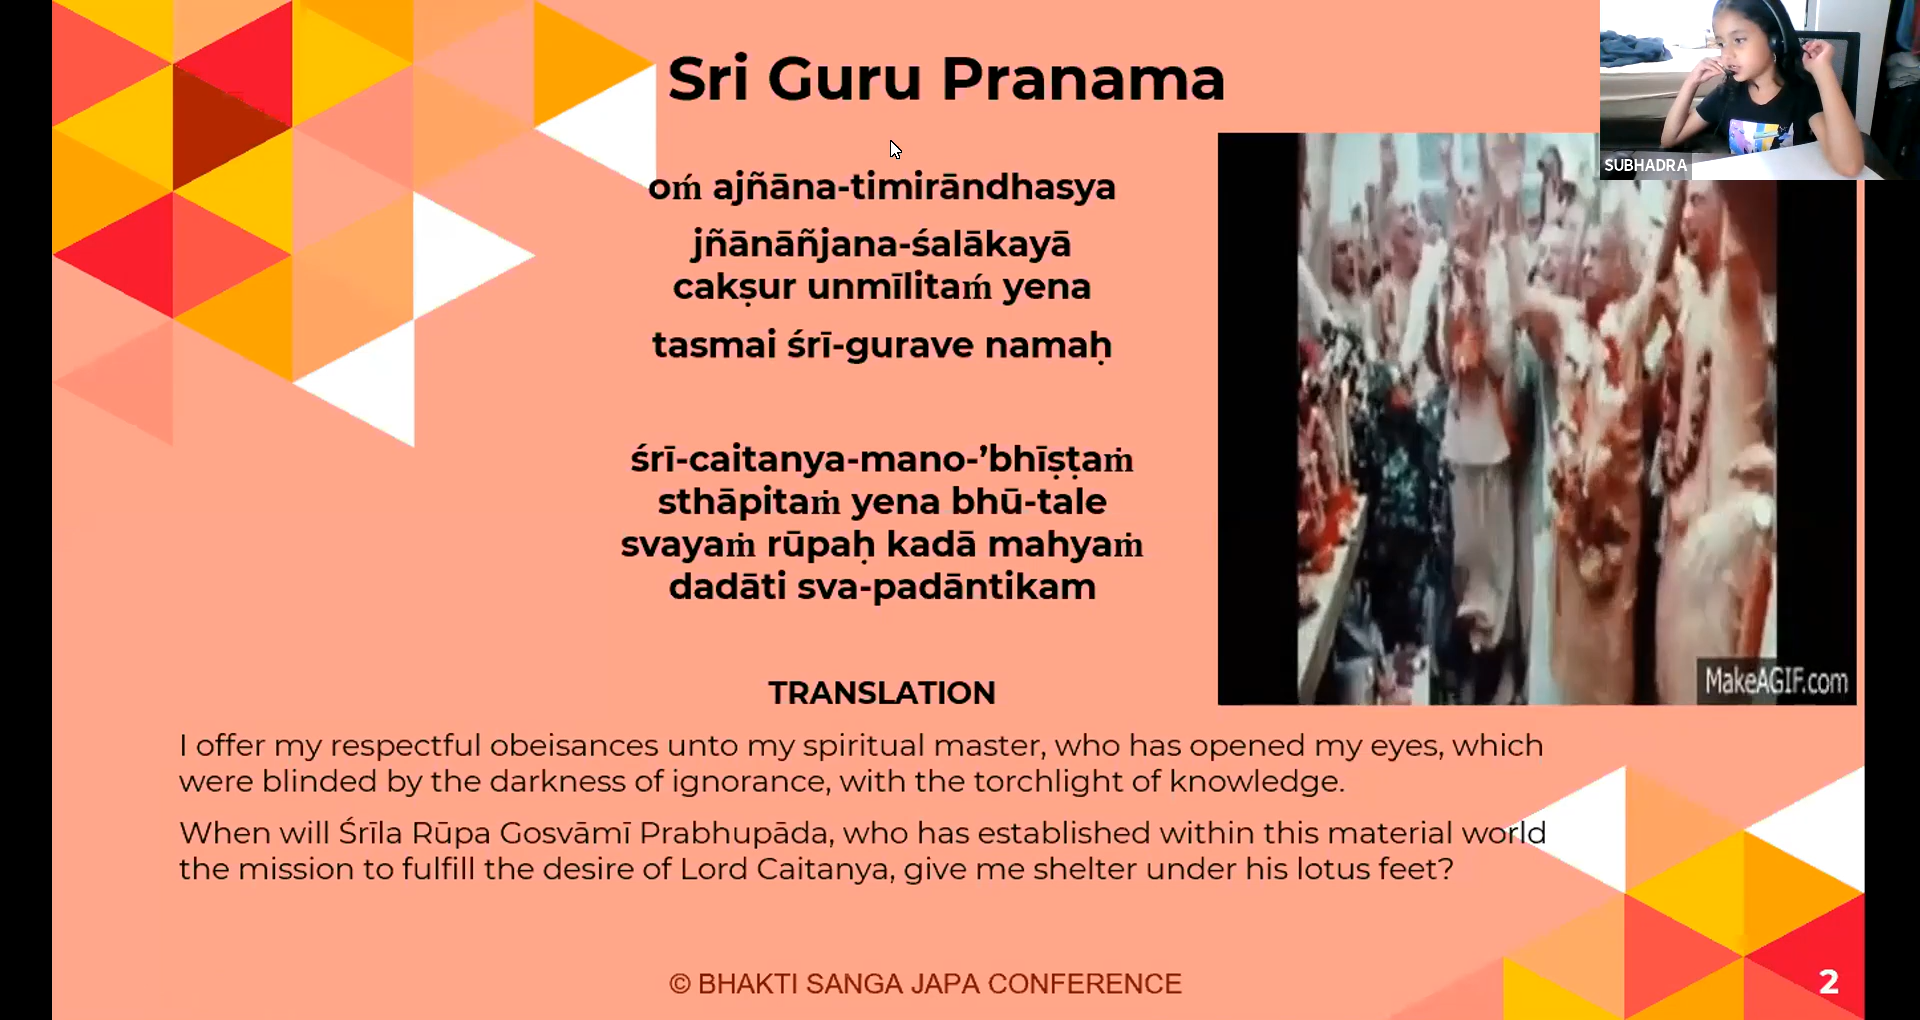 Sri Guru Pranama
SUBHADRA
oḿ ajñāna-timirāndhasya
jñānāñjana-śalākayā
cakṣur unmīlitaḿ yena
tasmai śrī-gurave namaḥ
śrī-caitanya-mano-’bhīṣṭaṁ
sthāpitaṁ yena bhū-tale
svayaṁ rūpaḥ kadā mahyaṁ
dadāti sva-padāntikam
MakeAGIF.com
TRANSLATION
I offer my respectful obeisances unto my spiritual master, who has opened my eyes, which
were blinded by the darkness of ignorance, with the torchlight of knowledge.
When will Śrīla Rūpa Gosvāmī Prabhupāda, who has established within this material world
the mission to fulfill the desire of Lord Caitanya, give me shelter under his lotus feet?
© BHAKTI SANGA JAPA CONFERENCE
2